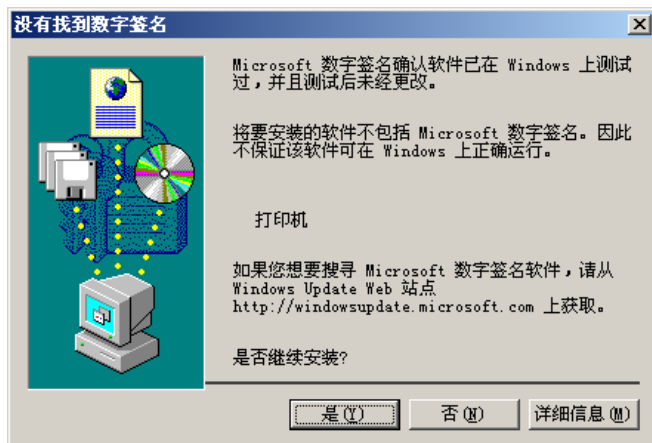 没有找到数字签名
Microsoft 数字签名确认软件已在 Windows 上测试
过，并且测试后未经更改。
将要安装的软件不包括 Microsoft 数字签名。因此
不保证该软件可在 Windows 上正确运行。
打印机
如果您想要搜寻 Microsoft 数字签名软件，请从
Windows Update Web 站点
http://windowsupdate.microsoft.com 上获取。
是否继续安装?
是(Y)
否(N)
详细信息(M)